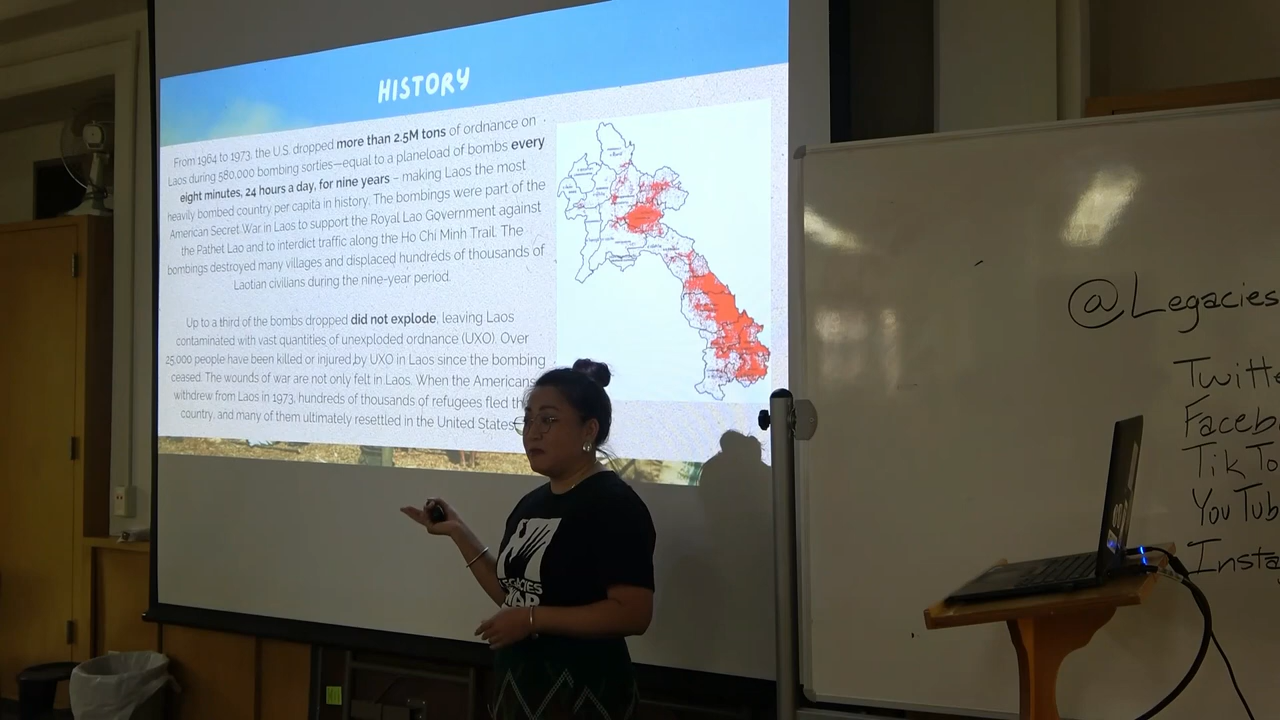 HISTORY
From 1964 to 1973, the U.S. dropped more than 2.5M tons of ordnance on
Laos during 580,000 bombing sorties—equal to a planeload of bombs every
eight minutes, 24 hours a day, for nine years – making Laos the most
heavily bombed country per capita in history. The bombings were part of the
American Secret War in Laos to support the Royal Lao Government against
the Pathet Lao and to interdict traffic along the Ho Chi Minh Trail. The
bombings destroyed many villages and displaced hundreds of thousands of
Laotian civilians during the nine-year period.
Up to a third of the bombs dropped did not explode, leaving Laos
contaminated with vast quantities of unexploded ordnance (UXO). Over
25,000 people have been killed or injured by UXO in Laos since the bombing
ceased. The wounds of war are not only felt in Laos. When the Americans
withdrew from Laos in 1973, hundreds of thousands of refugees fled the
country, and many of them ultimately resettled in the United States
LEGACIES
WAR
@Legacies
Twitte
Faceb
TikTo
YouTub
Insta